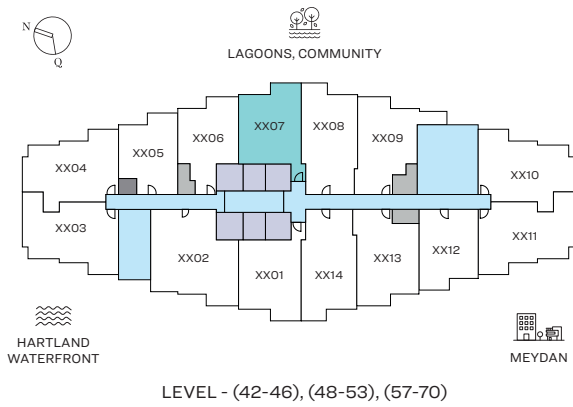 N
Q
LAGOONS, COMMUNITY
XX07
XX08
XX06
XX09
XX05
XX04
XX10
XX03
XX11
XX02
XX01
XX14
XX13
XX12
HARTLAND
WATERFRONT
MEYDAN
LEVEL - (42-46), (48-53), (57-70)